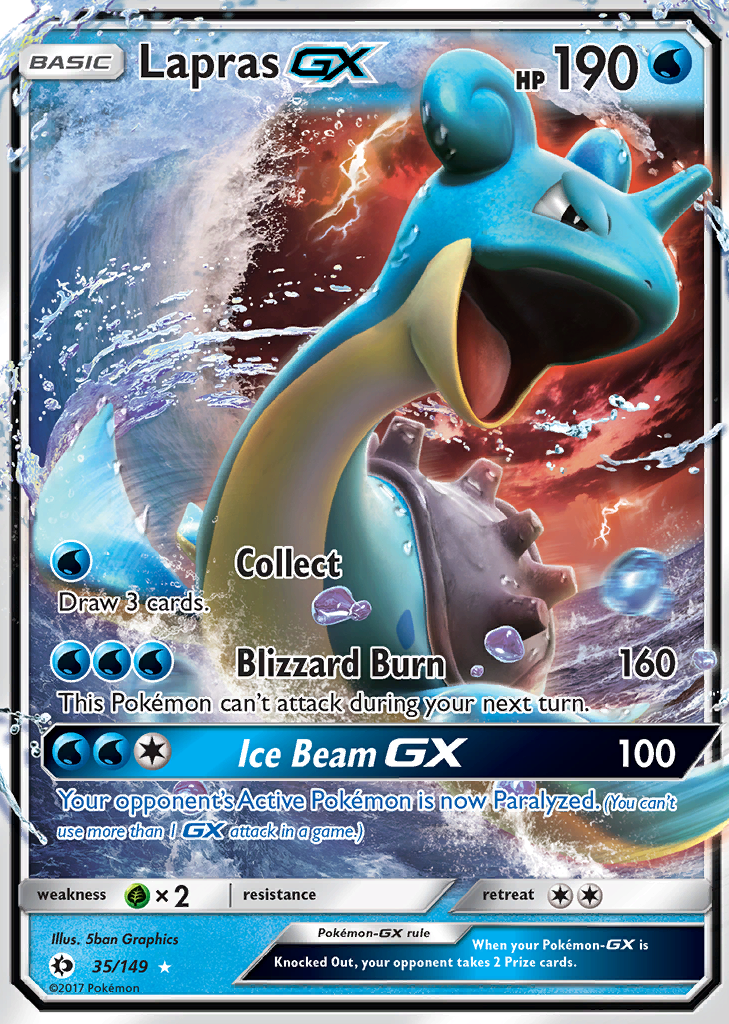 BASIC Lapras GX HP 190
Collect
Draw 3 cards.
Blizzard Burn 160
This Pokémon can't attack during your next turn.
Ice Beam GX 100
Your opponent's Active Pokémon is now Paralyzed. (You can't
use more than 1 GX attack in a game.)
weakness ×2 resistance retreat
Illus. 5ban Graphics
35/149
©2017 Pokémon
Pokémon-GX rule
When your Pokémon-GX is
Knocked Out, your opponent takes 2 Prize cards.